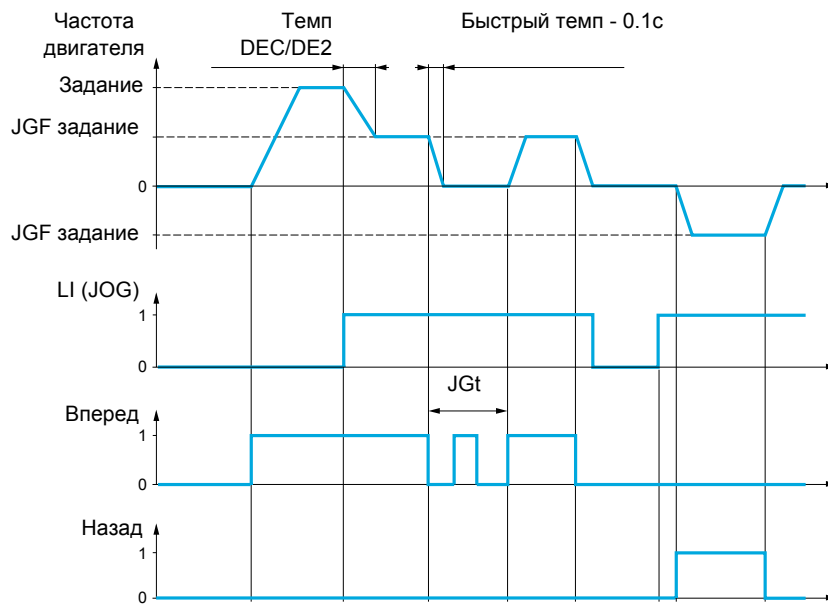 Частота двигателя
Темп DEC/DE2
Быстрый темп - 0.1с
Задание
JGF задание
0
JGF задание
LI (JOG)
1
0
JGt
Вперед
1
0
Назад
1
0